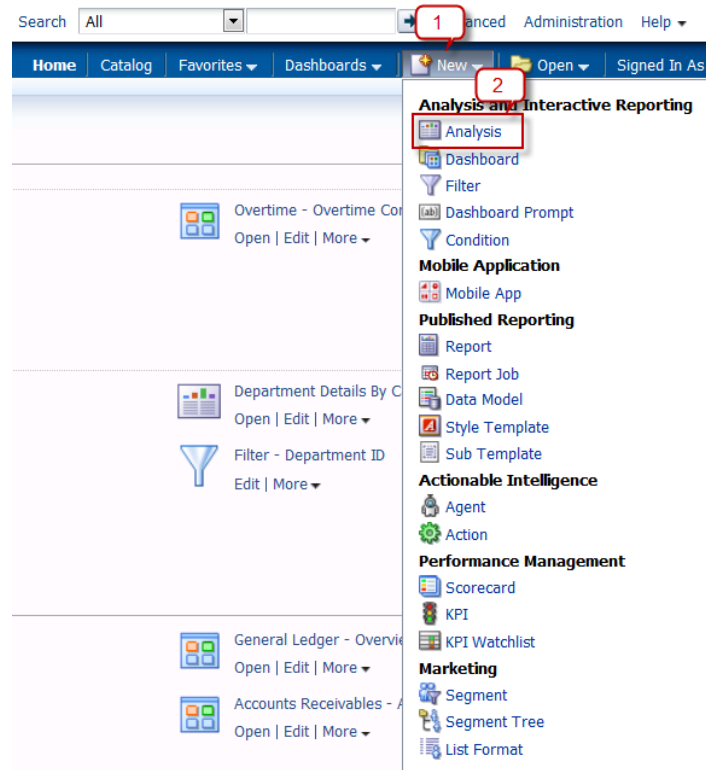 Search All 1 anced Administration Help
Home Catalog Favorites Dashboards New Open Signed In As
2
Analysis and Interactive Reporting
Analysis
Dashboard
Filter
Overtime - Overtime Cor
(ab) Dashboard Prompt
Open | Edit | More
Condition
Mobile Application
Mobile App
Published Reporting
Report
Report Job
Department Details By C
Data Model
Open | Edit | More
Style Template
Filter - Department ID
Sub Template
Edit | More
Actionable Intelligence
Agent
Action
Performance Management
Scorecard
KPI
General Ledger - Overvie
KPI Watchlist
Open | Edit | More
Marketing
Segment
Accounts Receivables - A
Segment Tree
Open | Edit | More
List Format